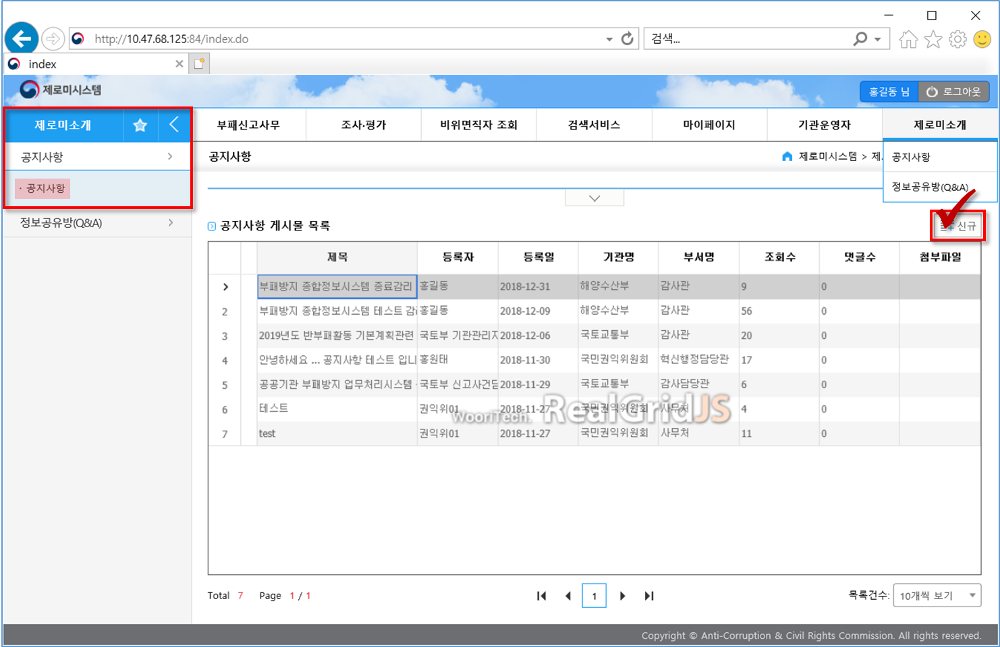 http://10.47.68.125:84/index.do
검색...
index
제로미시스템
홍길동 님 로그아웃
제로미소개
부패신고사무 조사·평가 비위면직자 조회 검색서비스 마이페이지 기관운영자 제로미소개
공지사항
· 공지사항
정보공유방(Q&A)
공지사항
제로미시스템 > 제.
공지사항
정보공유방(Q&A)
공지사항 게시물 목록
신규
제목 등록자 등록일 기관명 부서명 조회수 댓글수 첨부파일
부패방지 종합정보시스템 종료감리 홍길동 2018-12-31 해양수산부 감사관 9 0
2 부패방지 종합정보시스템 테스트 감리 홍길동 2018-12-09 해양수산부 감사관 56 0
3 2019년도 반부패활동 기본계획관련 국토부 기관관리자 2018-12-06 국토교통부 감사관 20 0
4 안녕하세요 ... 공지사항 테스트 입니 홍원태 2018-11-30 국민권익위원회 혁신행정담당관 17 0
5 공공기관 부패방지 업무처리시스템 국토부 신고사건담 2018-11-29 국토교통부 감사담당관 6 0
6 테스트 권익위01 2018-11-27 국민권익위원회 사무처 4 0
WooriTech. RealGridJS
7 test 권익위01 2018-11-27 국민권익위원회 사무처 11 0
Total 7 Page 1 / 1
1
목록건수: 10개씩 보기
Copyright © Anti-Corruption & Civil Rights Commission. All rights reserved.